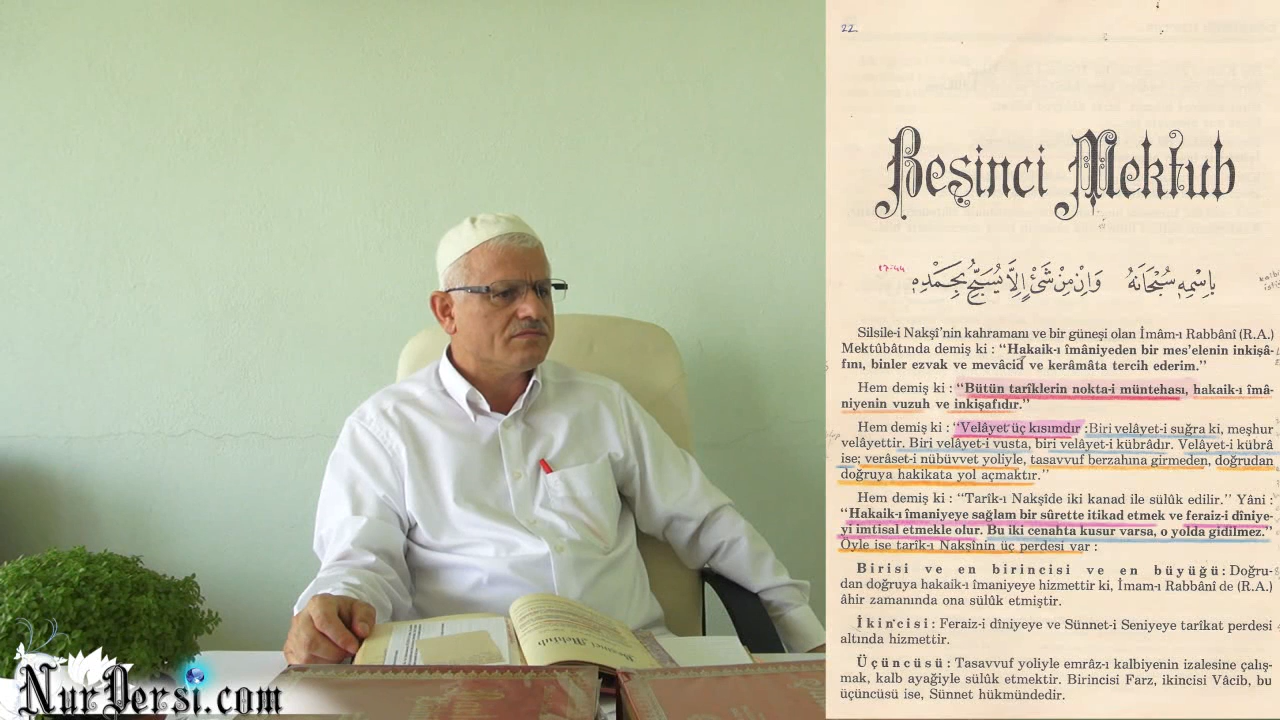 22.
Beşinci Mektub
17-44
بِاسْمِهِ سُبْحَانَهُ وَاِنْ مِنْ شَىْءٍ اِلَّا يُسَبِّحُ بِحَمْدِهِ
Silsile-i Nakşî'nin kahramanı ve bir güneşi olan İmâm-ı Rabbânî (R.A.)
Mektûbâtında demiş ki : "Hakaik-ı îmâniyeden bir mes'elenin inkişâ-
fını, binler ezvak ve mevâcid ve kerâmâta tercih ederim."
Hem demiş ki : "Bütün tarîklerin nokta-i müntehası, hakaik-ı îmâ-
niyenin vuzuh ve inkişafıdır."
Hem demiş ki : "Velâyet üç kısımdır :Biri velâyet-i suğra ki, meşhur
velâyettir. Biri velâyet-i vusta, biri velâyet-i kübrâdır. Velâyet-i kübrâ
ise; verâset-i nübüvvet yoliyle, tasavvuf berzahına girmeden, doğrudan
doğruya hakikata yol açmaktır."
Hem demiş ki : "Tarîk-ı Nakşîde iki kanad ile sülûk edilir." Yâni :
"Hakaik-ı îmaniyeye sağlam bir sûrette itikad etmek ve feraiz-i dîniye-
yi imtisal etmekle olur. Bu iki cenahta kusur varsa, o yolda gidilmez."
Öyle ise tarîk-ı Nakşînin üç perdesi var :
Birisi ve en birincisi ve en büyüğü : Doğru-
dan doğruya hakaik-ı îmaniyeye hizmettir ki, İmam-ı Rabbânî de (R.A.)
âhir zamanında ona sülûk etmiştir.
İkincisi : Feraiz-i dîniyeye ve Sünnet-i Seniyeye tarîkat perdesi
altında hizmettir.
Üçüncüsü : Tasavvuf yoliyle emrâz-ı kalbiyenin izalesine çalış-
mak, kalb ayağiyle sülûk etmektir. Birincisi Farz, ikincisi Vâcib, bu
üçüncüsü ise, Sünnet hükmündedir.
Beşinci Mektub
NurDersi.com